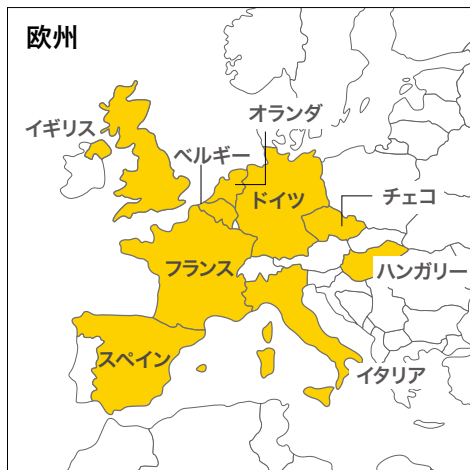 欧州
オランダ
イギリス
ベルギー
ドイツ
チェコ
フランス
ハンガリー
スペイン
イタリア